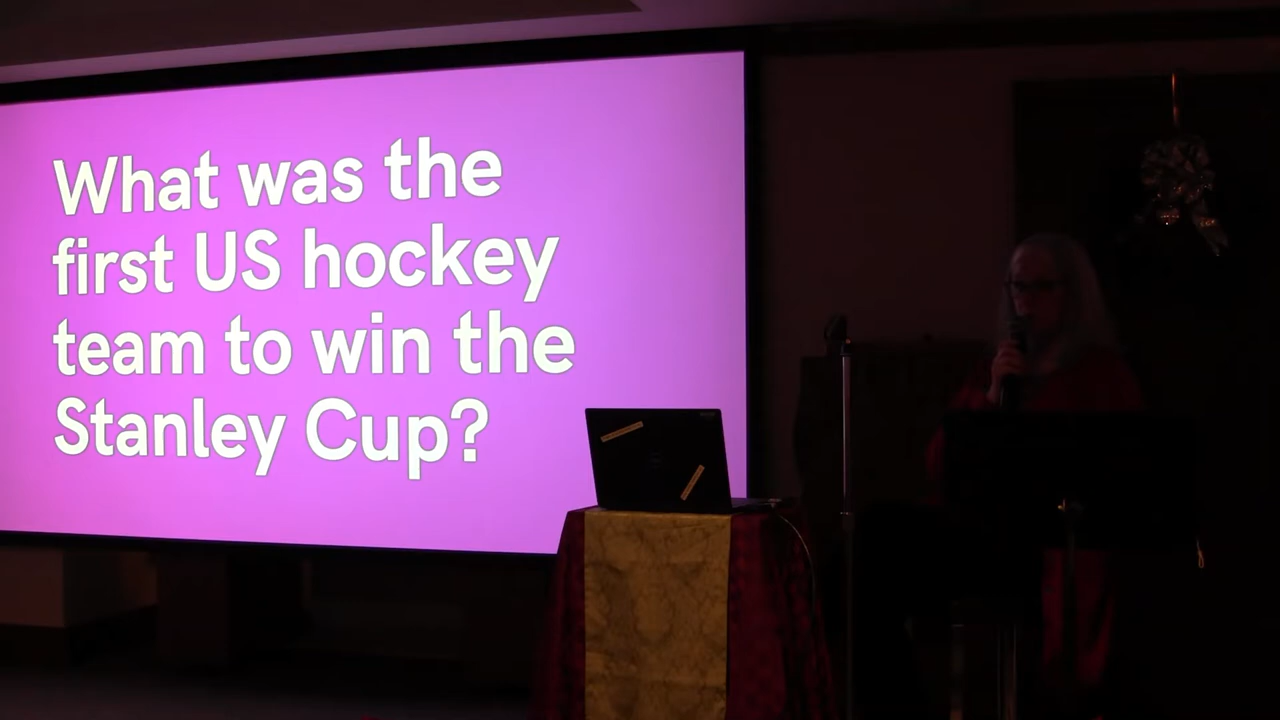 What was the
first US hockey
team to win the
Stanley Cup?